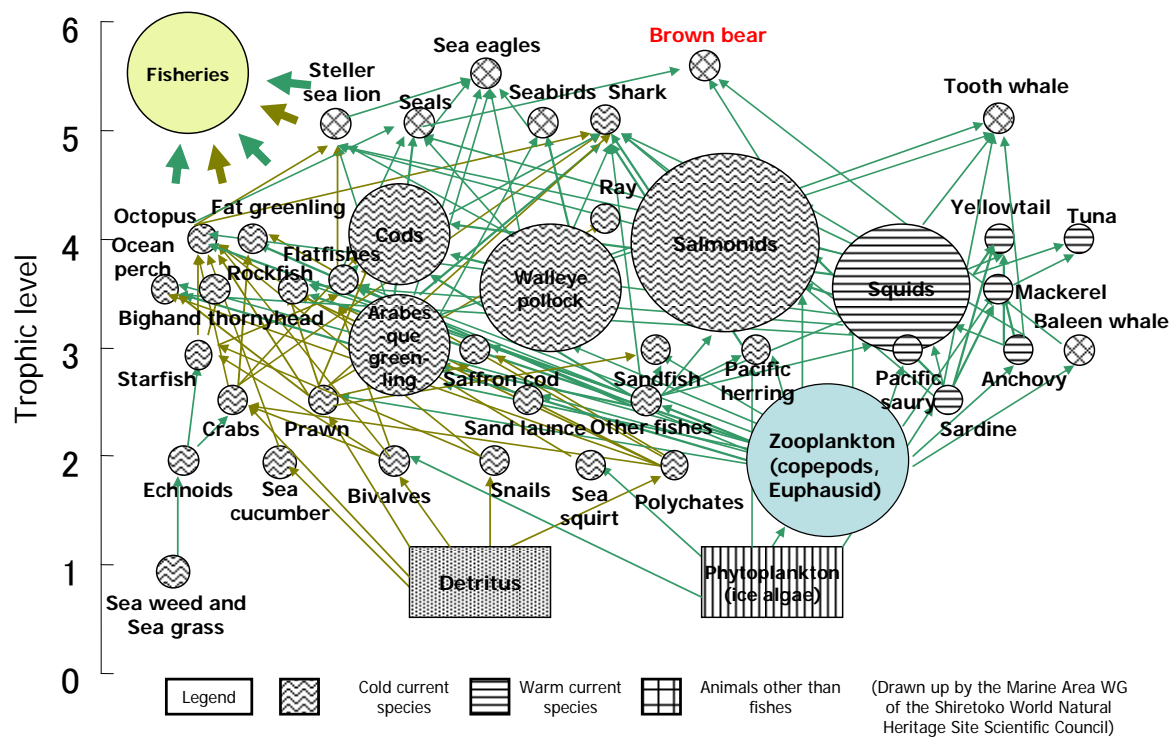 6
5
4
3
2
1
0
Trophic level
Fisheries
Steller
sea lion
Sea eagles
Seals
Seabirds
Shark
Brown bear
Tooth whale
Octopus
Fat greenling
Ocean
perch
Rockfish
Flatfishes
Cods
Ray
Walleye
pollock
Salmonids
Squids
Yellowtail
Tuna
Mackerel
Baleen whale
Bighand thornyhead
Arabes
que
green-
ling
Starfish
Saffron cod
Sandfish
Pacific
herring
Pacific
saury
Anchovy
Sardine
Crabs
Prawn
Sand launce
Other fishes
Zooplankton
(copepods,
Euphausid)
Echnoids
Sea
cucumber
Bivalves
Snails
Sea
squirt
Polychates
Sea weed and
Sea grass
Detritus
Phytoplankton
(ice algae)
Legend
Cold current
species
Warm current
species
Animals other than
fishes
(Drawn up by the Marine Area WG
of the Shiretoko World Natural
Heritage Site Scientific Council)